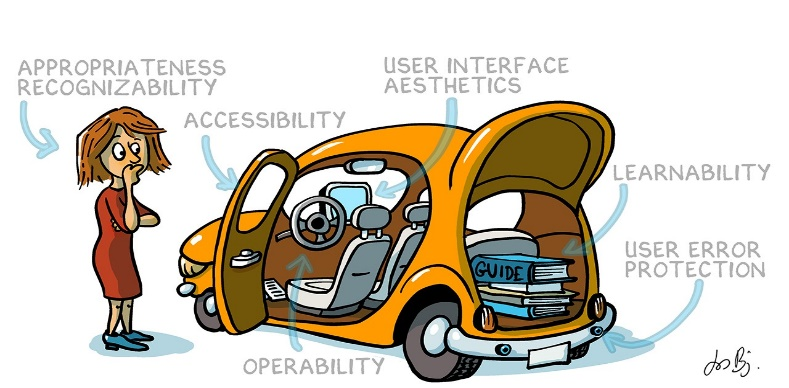 APPROPRIATENESS
RECOGNIZABILITY
USER INTERFACE
AESTHETICS
ACCESSIBILITY
LEARNABILITY
GUIDE
USER ERROR
PROTECTION
OPERABILITY